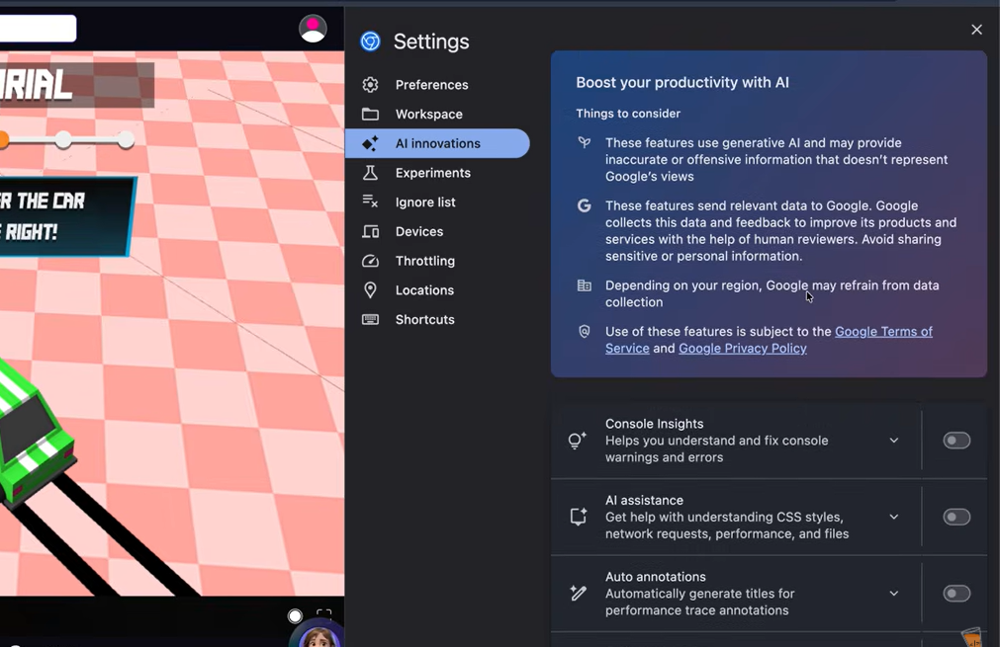 RIAL
R THE CAR
RIGHT!
Settings
Preferences
Workspace
AI innovations
Experiments
Ignore list
Devices
Throttling
Locations
Shortcuts
Boost your productivity with AI
Things to consider
These features use generative AI and may provide
inaccurate or offensive information that doesn't represent
Google's views
These features send relevant data to Google. Google
collects this data and feedback to improve its products and
services with the help of human reviewers. Avoid sharing
sensitive or personal information.
Depending on your region, Google may refrain from data
collection
Use of these features is subject to the Google Terms of
Service and Google Privacy Policy
Console Insights
Helps you understand and fix console
warnings and errors
AI assistance
Get help with understanding CSS styles,
network requests, performance, and files
Auto annotations
Automatically generate titles for
performance trace annotations